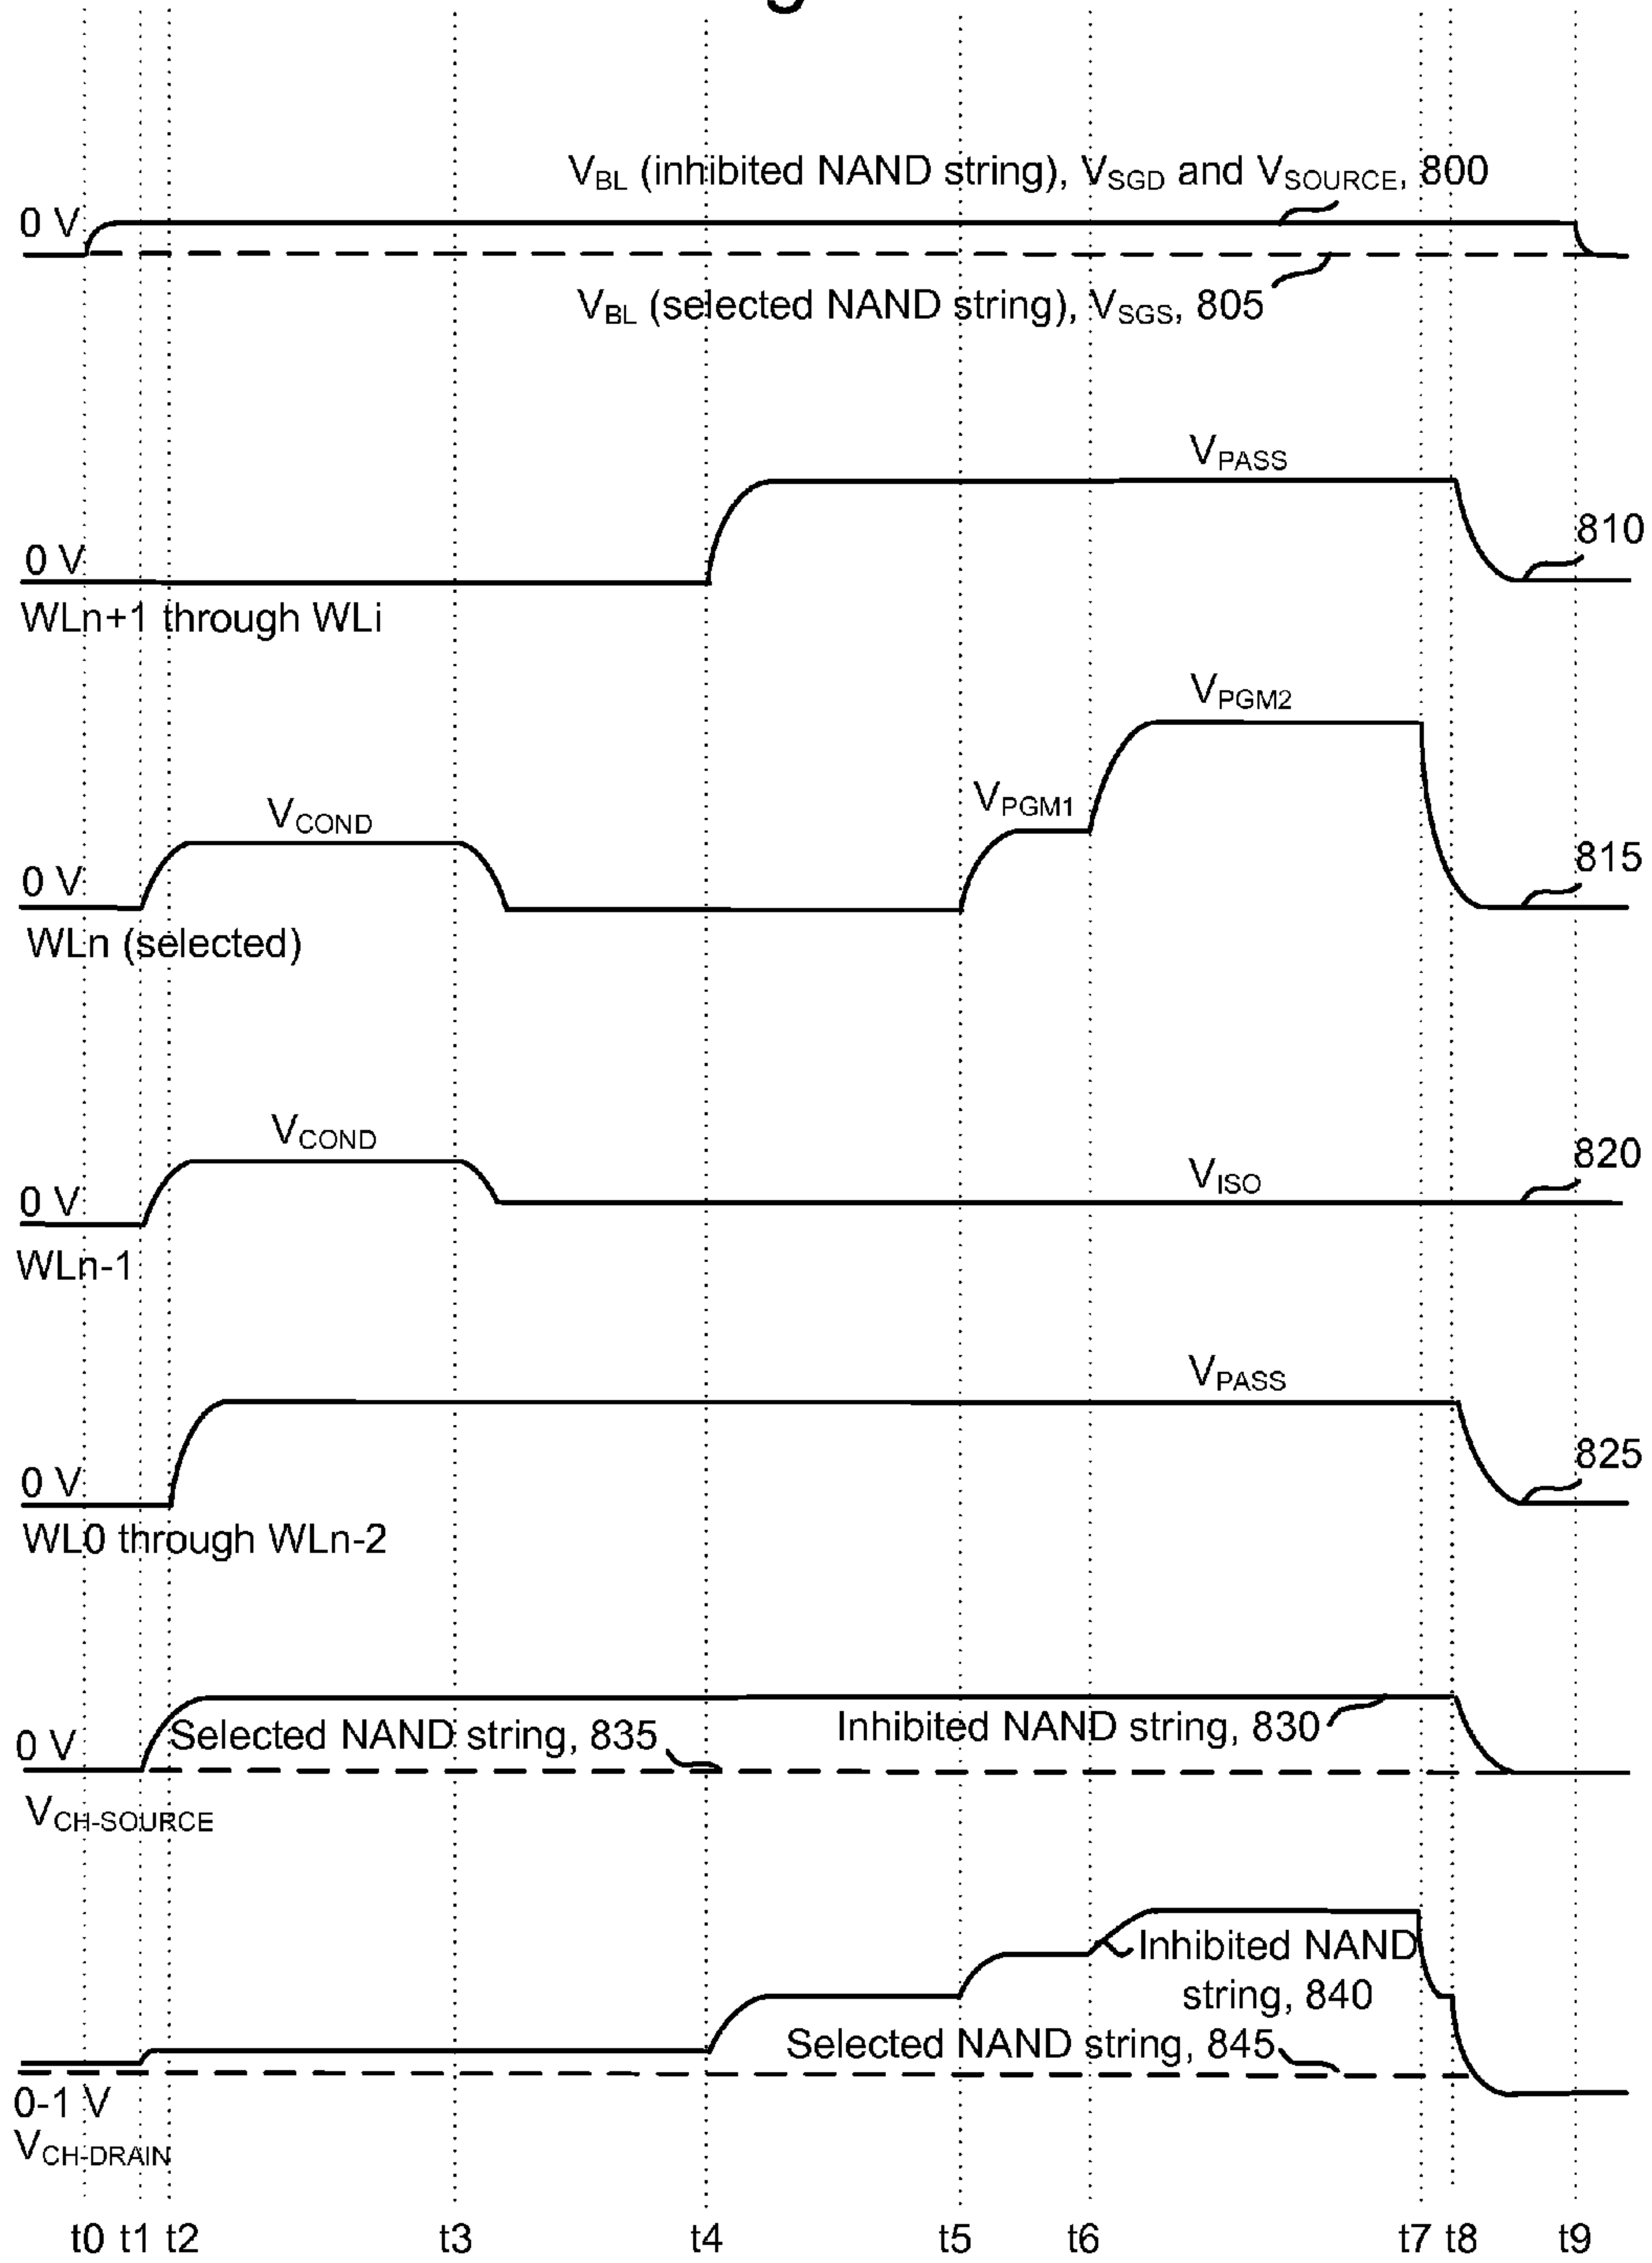 V_BL (inhibited NAND string), V_SGD and V_SOURCE, 800
0 V
V_BL (selected NAND string), V_SGS, 805
V_PASS
810
0 V
WLn+1 through WLi
V_PGM2
V_PGM1
V_COND
815
0 V
WLn (selected)
V_COND
820
V_ISO
0 V
WLn-1
V_PASS
825
0 V
WL0 through WLn-2
Selected NAND string, 835
Inhibited NAND string, 830
0 V
V_CH-SOURCE
Inhibited NAND
string, 840
Selected NAND string, 845
0-1 V
V_CH-DRAIN
t0 t1 t2 t3 t4 t5 t6 t7 t8 t9